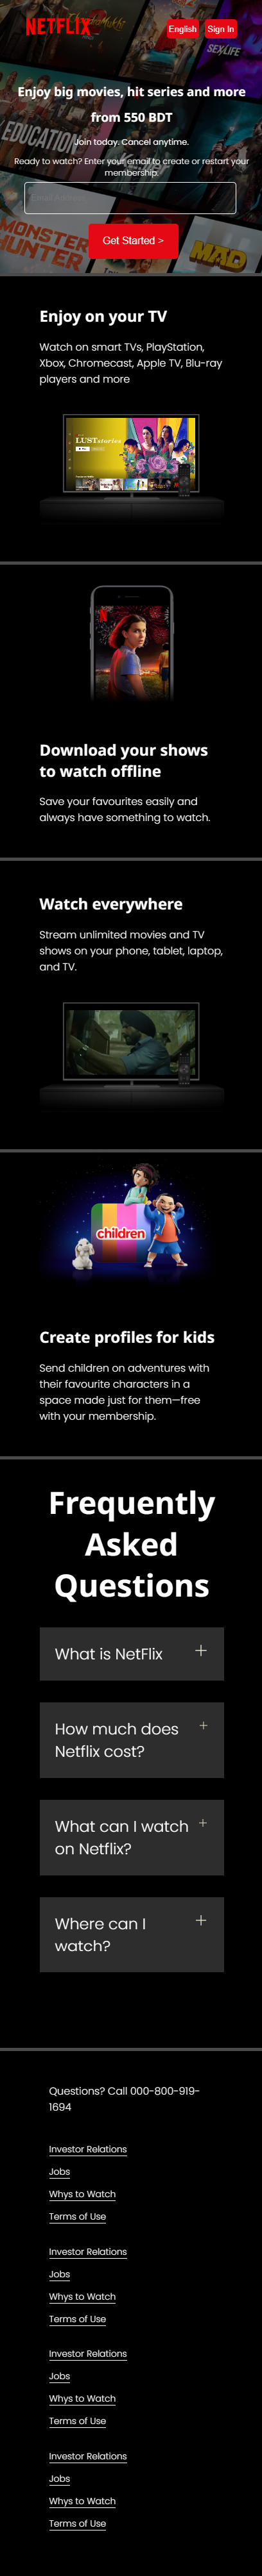 NETFLIX
English Sign In
SEX/LIFE
Enjoy big movies, hit series and more
from 550 BDT
EDUCATION
Join today. Cancel anytime.
Ready to watch? Enter your email to create or restart your
membership.
MONSTER
HUNTER
MAD
Get Started >
Enjoy on your TV
Watch on smart TVs, PlayStation,
Xbox, Chromecast, Apple TV, Blu-ray
players and more
LUST stories
Download your shows
to watch offline
Save your favourites easily and
always have something to watch.
Watch everywhere
Stream unlimited movies and TV
shows on your phone, tablet, laptop,
and TV.
children
Create profiles for kids
Send children on adventures with
their favourite characters in a
space made just for them—free
with your membership.
Frequently
Asked
Questions
What is NetFlix +
How much does +
Netflix cost?
What can I watch +
on Netflix?
Where can I +
watch?
Questions? Call 000-800-919-
1694
Investor Relations
Jobs
Whys to Watch
Terms of Use
Investor Relations
Jobs
Whys to Watch
Terms of Use
Investor Relations
Jobs
Whys to Watch
Terms of Use
Investor Relations
Jobs
Whys to Watch
Terms of Use